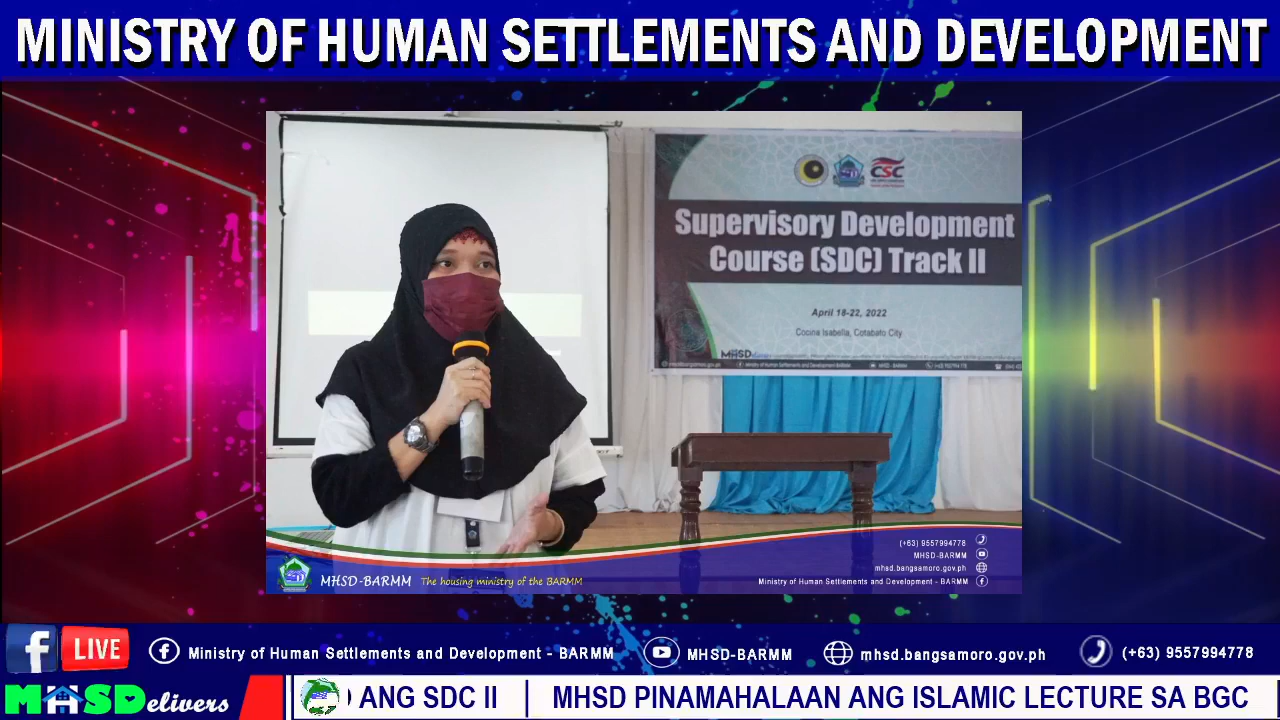 MINISTRY OF HUMAN SETTLEMENTS AND DEVELOPMENT
CSC
Supervisory Development
Course (SDC) Track II
April 18-22, 2022
Cocina Isabella, Cotabato City
MHSDelivers
(+63) 9557994778
MHSD-BARMM
mhsd.bangsamoro.gov.ph
Ministry of Human Settlements and Development - BARMM
MHSD-BARMM The housing ministry of the BARMM
f LIVE Ministry of Human Settlements and Development - BARMM MHSD-BARMM mhsd.bangsamoro.gov.ph (+63) 9557994778
MHSDelivers
ANG SDC II | MHSD PINAMAHALAAN ANG ISLAMIC LECTURE SA BGC